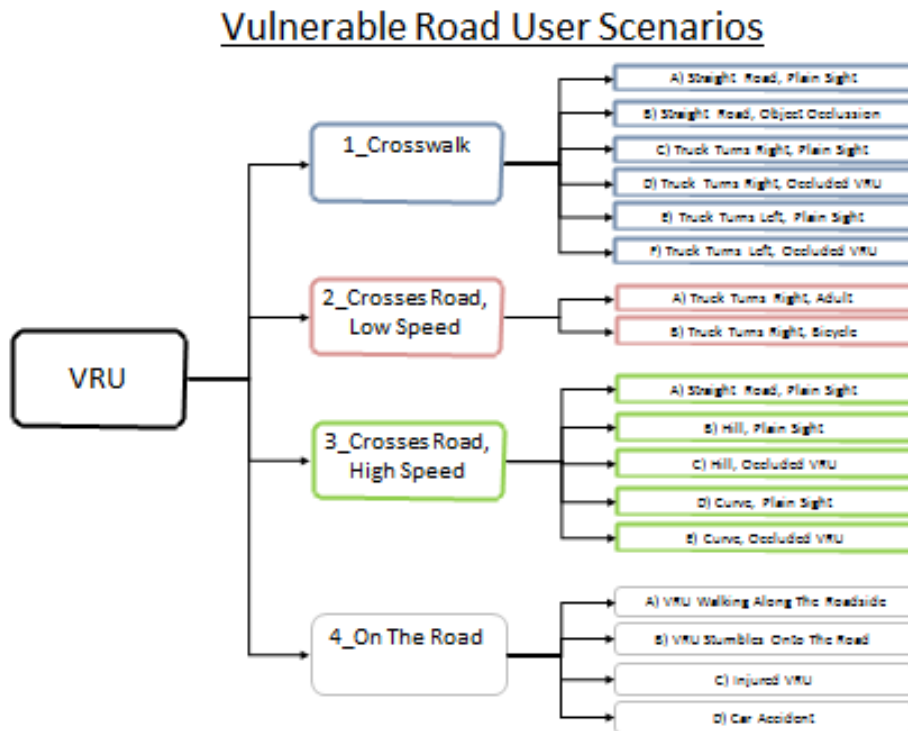 Vulnerable Road User Scenarios
VRU
1_Crosswalk
A) Straight Road, Plain Sight
B) Straight Road, Object Occlussion
C) Truck Turns Right, Plain Sight
D) Truck Turns Right, Occluded VRU
E) Truck Turns Left, Plain Sight
F) Truck Turns Left, Occluded VRU
2_Crosses Road,
Low Speed
A) Truck Turns Right, Adult
B) Truck Turns Right, Bicycle
3_Crosses Road,
High Speed
A) Straight Road, Plain Sight
B) Hill, Plain Sight
C) Hill, Occluded VRU
D) Curve, Plain Sight
E) Curve, Occluded VRU
4_On The Road
A) VRU Walking Along The Roadside
B) VRU Stumbles Onto The Road
C) Injured VRU
D) Car Accident